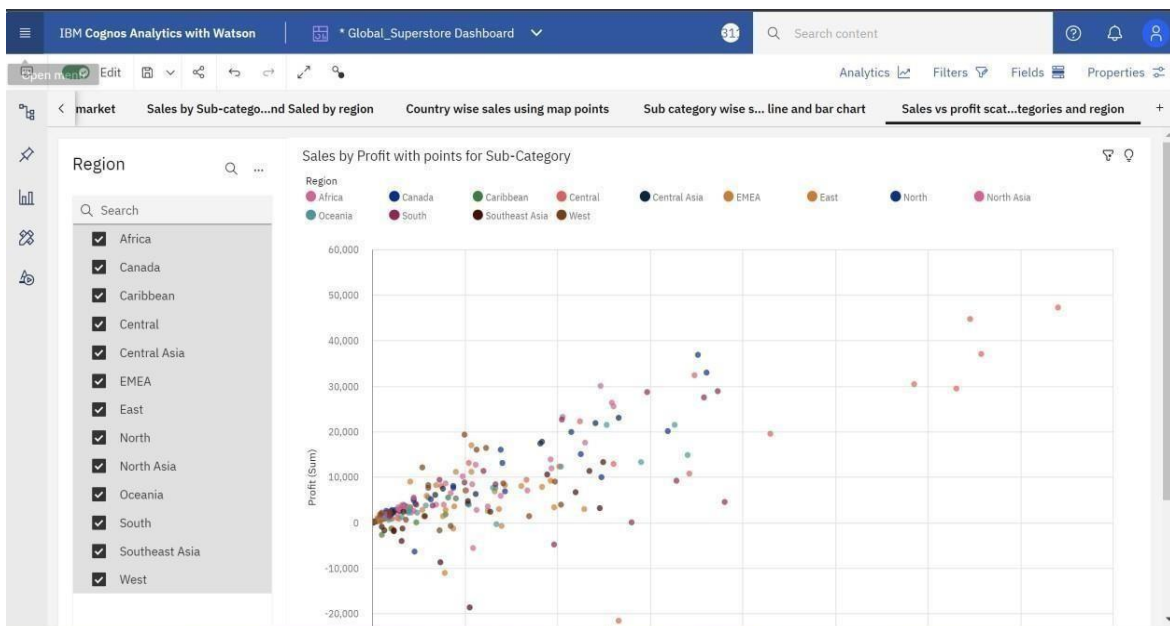 IBM Cognos Analytics with Watson
* Global_Superstore Dashboard
Search content
Edit
Analytics
Filters
Fields
Properties
market
Sales by Sub-catego...nd Saled by region
Country wise sales using map points
Sub category wise s... line and bar chart
Sales vs profit scat...tegories and region
+
Region
...
Search
Africa
Canada
Caribbean
Central
Central Asia
EMEA
East
North
North Asia
Oceania
South
Southeast Asia
West
Sales by Profit with points for Sub-Category
Region
Africa Canada Caribbean Central Central Asia EMEA East North North Asia
Oceania South Southeast Asia West
Profit (Sum)
60,000
50,000
40,000
30,000
20,000
10,000
0
-10,000
-20,000